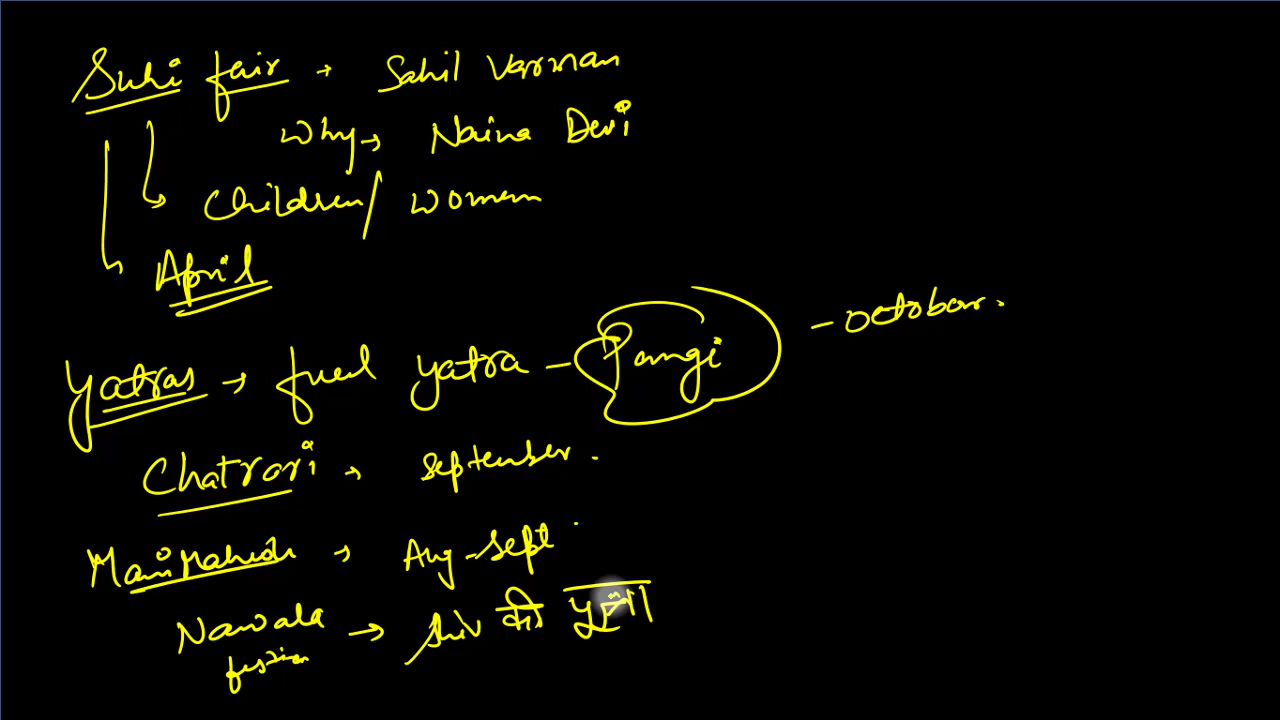 Suhi fair → Sahil Varman
Why → Naina Devi
Children / women
April
Yatras → fuel yatra - Pangi - october.
Chatrari → September.
Manimahesh → Aug-Sept
Nawala → Shiv की पूजा